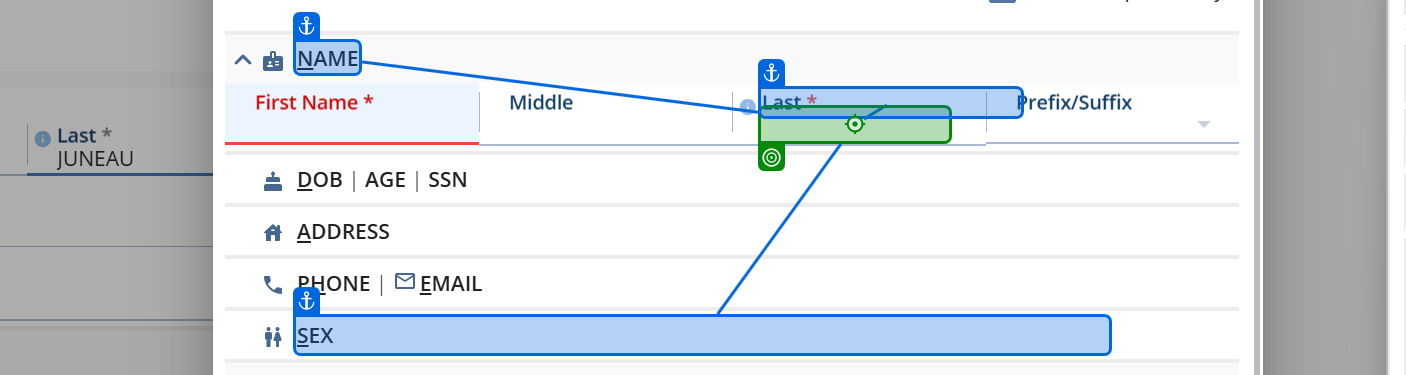 NAME
First Name *
Middle
Last *
Prefix/Suffix
Last *
JUNEAU
DOB | AGE | SSN
ADDRESS
PHONE | EMAIL
SEX